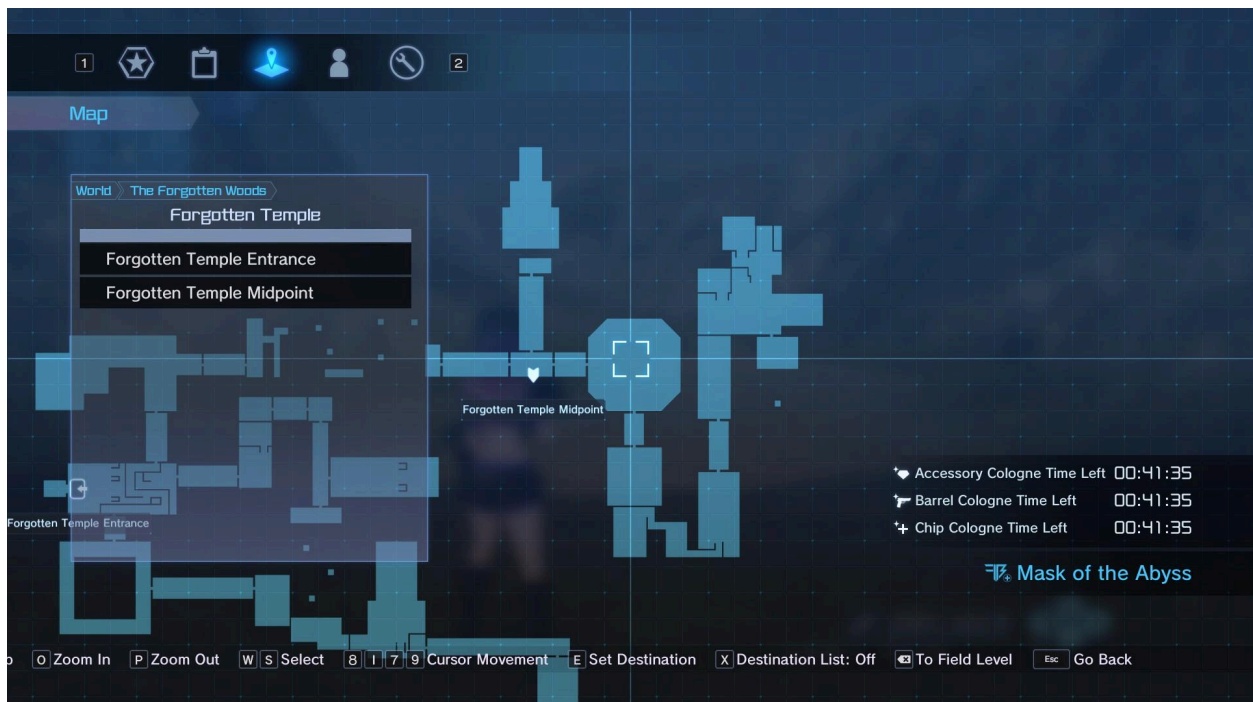 1
2
Map
World The Forgotten Woods
Forgotten Temple
Forgotten Temple Entrance
Forgotten Temple Midpoint
Forgotten Temple Midpoint
Forgotten Temple Entrance
Accessory Cologne Time Left 00:41:35
Barrel Cologne Time Left 00:41:35
Chip Cologne Time Left 00:41:35
Mask of the Abyss
O Zoom In P Zoom Out W S Select 8 I 7 9 Cursor Movement E Set Destination X Destination List: Off To Field Level Esc Go Back